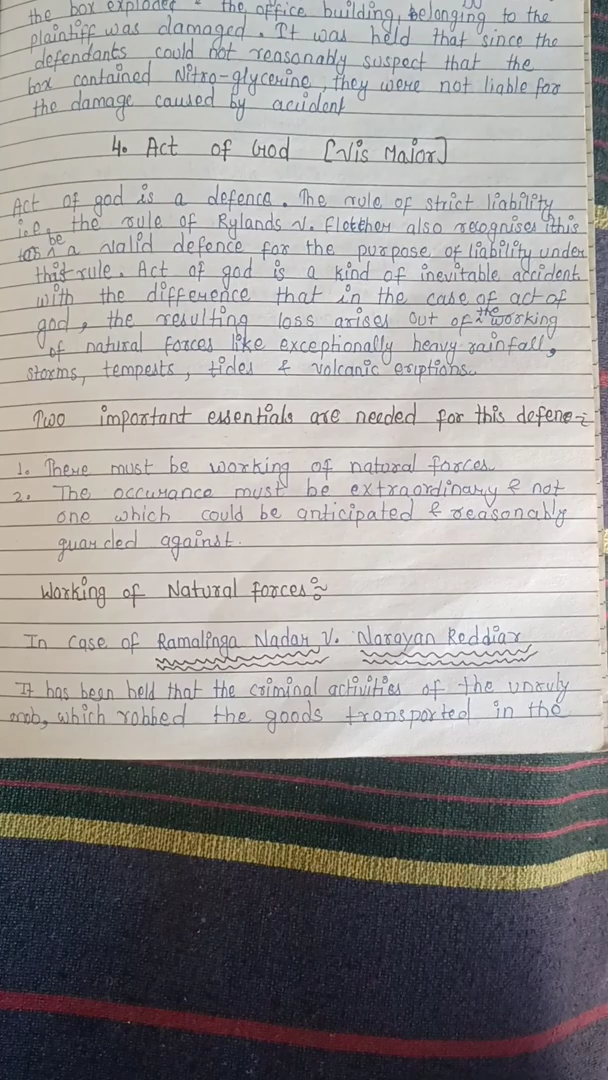 the box exploded & the office building, belonging to the
plaintiff was damaged. It was held that since the
defendants could not reasonably suspect that the
box contained Nitro-glycerine, they were not liable for
the damage caused by acident
4. Act of God [Vis Major]
Act of god is a defence. The rule of strict liability
i.e, the rule of Rylands v. Fletcher also recognises this
to be a valid defence for the purpose of liability under
that rule. Act of god is a kind of inevitable accident
with the difference that in the case of act of
god, the resulting loss arises out of the working
of natural forces like exceptionally heavy rainfall,
storms, tempests, tides & volcanic eriptions.
Two important essentials are needed for this defene:-
1. There must be working of natural forces
2. The occurance must be extraordinary & not
one which could be anticipated & reasonably
guarded against.
Working of Natural forces:-
In case of Ramalinga Nadar V. Narayan Reddiar
It has been held that the criminal activities of the unruly
mob, which robbed the goods transported in the